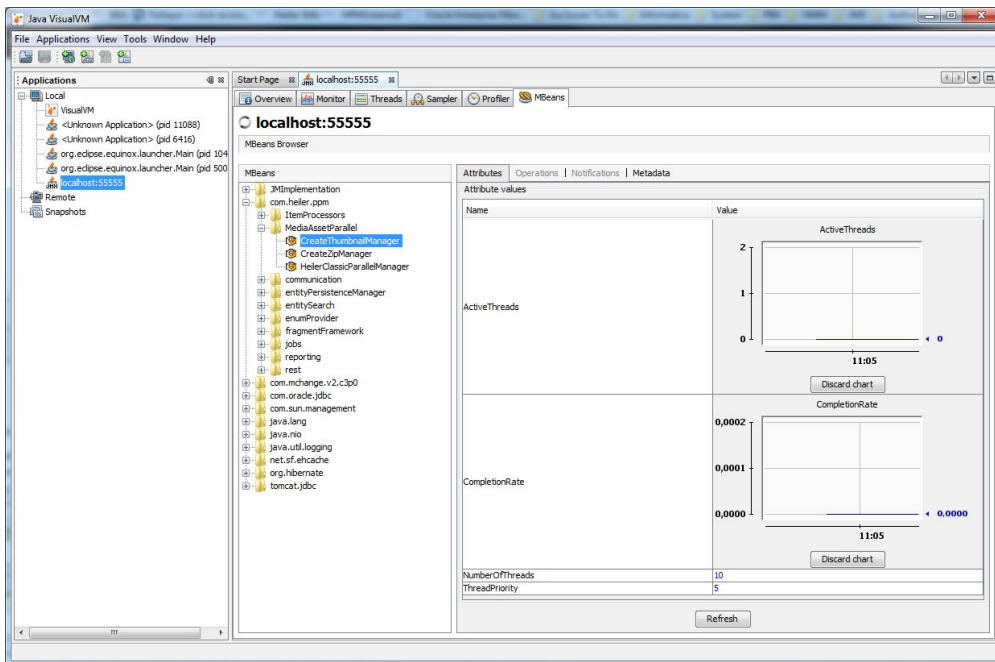 Java VisualVM
File Applications View Tools Window Help
Applications
Local
VisualVM
<Unknown Application> (pid 11088)
<Unknown Application> (pid 6416)
org.eclipse.equinox.launcher.Main (pid 104
org.eclipse.equinox.launcher.Main (pid 500
localhost:55555
Remote
Snapshots
Start Page localhost:55555
Overview Monitor Threads Sampler Profiler MBeans
localhost:55555
MBeans Browser
MBeans
JMImplementation
com.heiler.ppm
ItemProcessors
MediaAssetParallel
CreateThumbnailManager
CreateZipManager
HeilerClassicParallelManager
communication
entityPersistenceManager
entitySearch
enumProvider
fragmentFramework
jobs
reporting
rest
com.mchange.v2.c3p0
com.oracle.jdbc
com.sun.management
java.lang
java.nio
java.util.logging
net.sf.ehcache
org.hibernate
tomcat.jdbc
Attributes Operations Notifications Metadata
Attribute values
Name Value
ActiveThreads
ActiveThreads
2
1
0
0
11:05
Discard chart
CompletionRate
CompletionRate
0,0002
0,0001
0,0000
0,0000
11:05
Discard chart
NumberOfThreads 10
ThreadPriority 5
Refresh